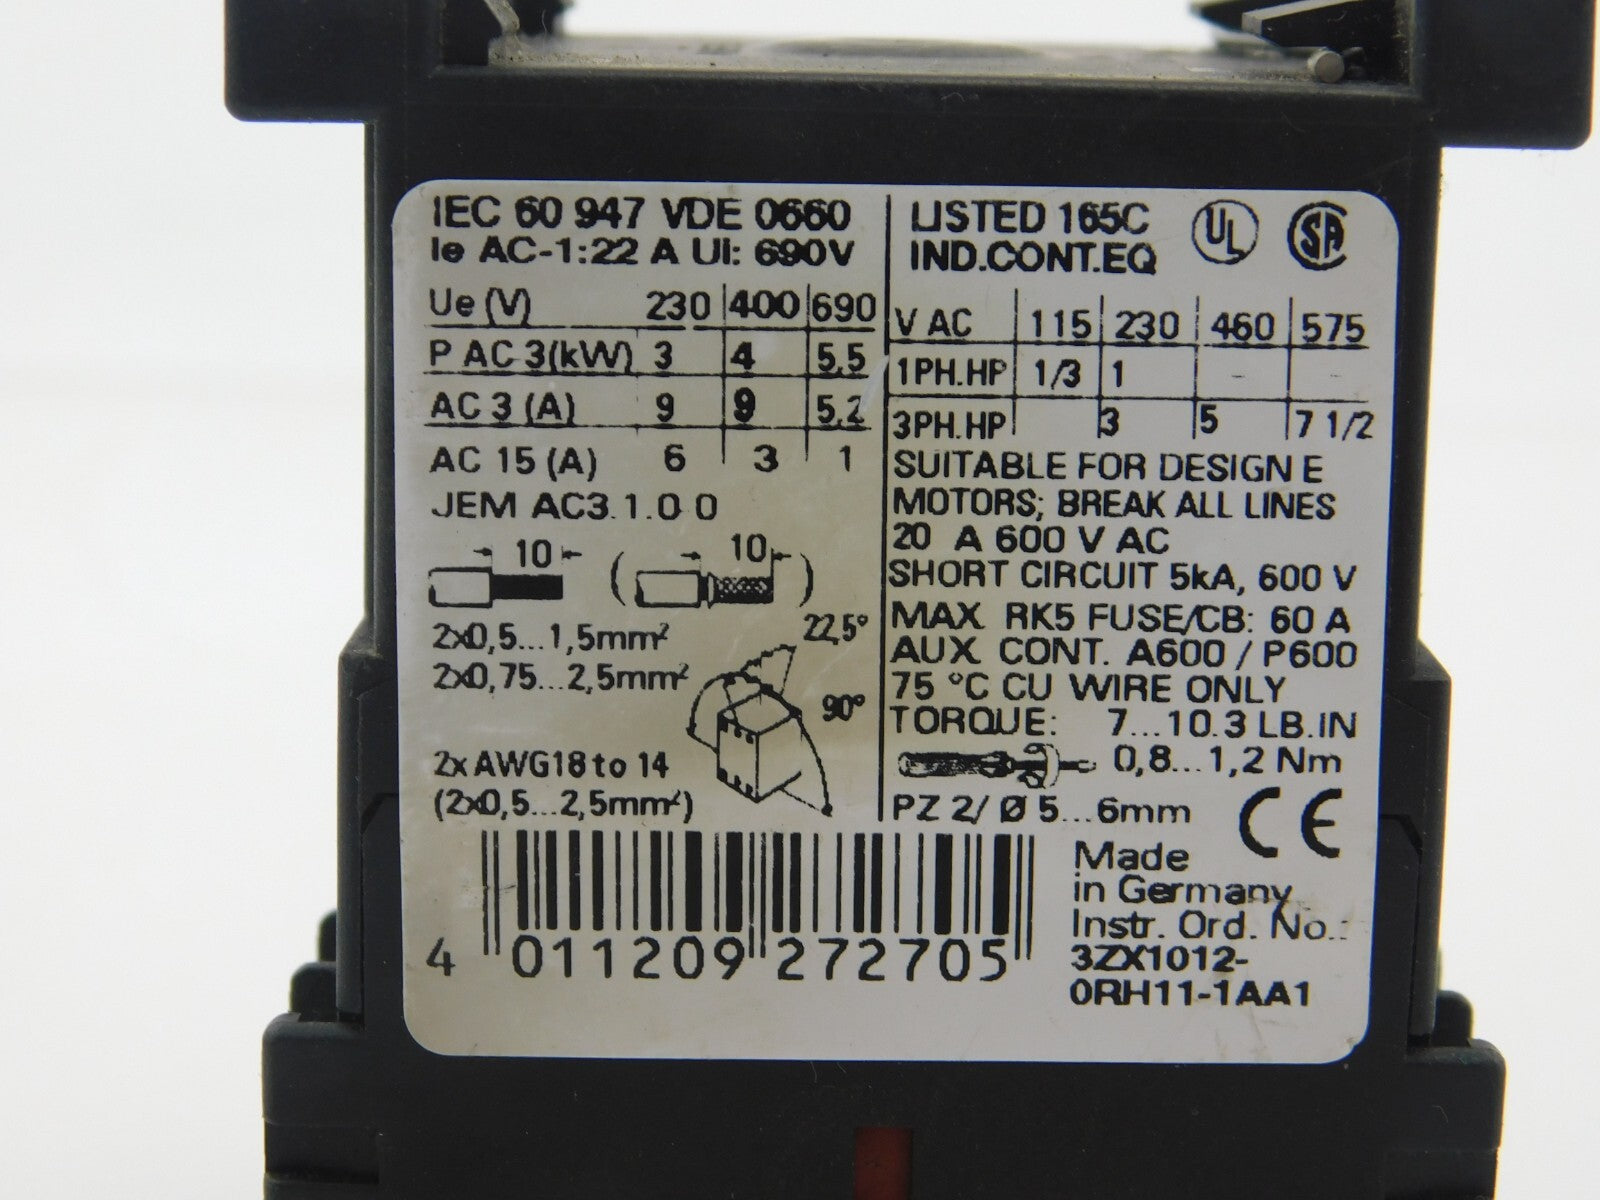 IEC 60 947 VDE 0660
Ie AC-1:22 A UI: 690V
Ue (V) 230 400 690
P AC 3(kW) 3 4 5,5
AC 3 (A) 9 9 5,2
AC 15 (A) 6 3 1
JEM AC3.1.0 0
10 ( 10 )
2x0,5...1,5mm²
22,5°
2x0,75...2,5mm²
90°
2x AWG18 to 14
(2x0,5...2,5mm²)
LISTED 165C UL SA
IND.CONT.EQ
V AC 115 230 460 575
1PH.HP 1/3 1 - -
3PH.HP 3 5 7 1/2
SUITABLE FOR DESIGN E
MOTORS; BREAK ALL LINES
20 A 600 V AC
SHORT CIRCUIT 5kA, 600 V
MAX RK5 FUSE/CB: 60 A
AUX. CONT. A600 / P600
75 °C CU WIRE ONLY
TORQUE: 7...10.3 LB.IN
0,8...1,2 Nm
PZ 2/ Ø 5...6mm
CE
4 011209 272705
Made
in Germany
Instr. Ord. No.:
3ZX1012-
0RH11-1AA1